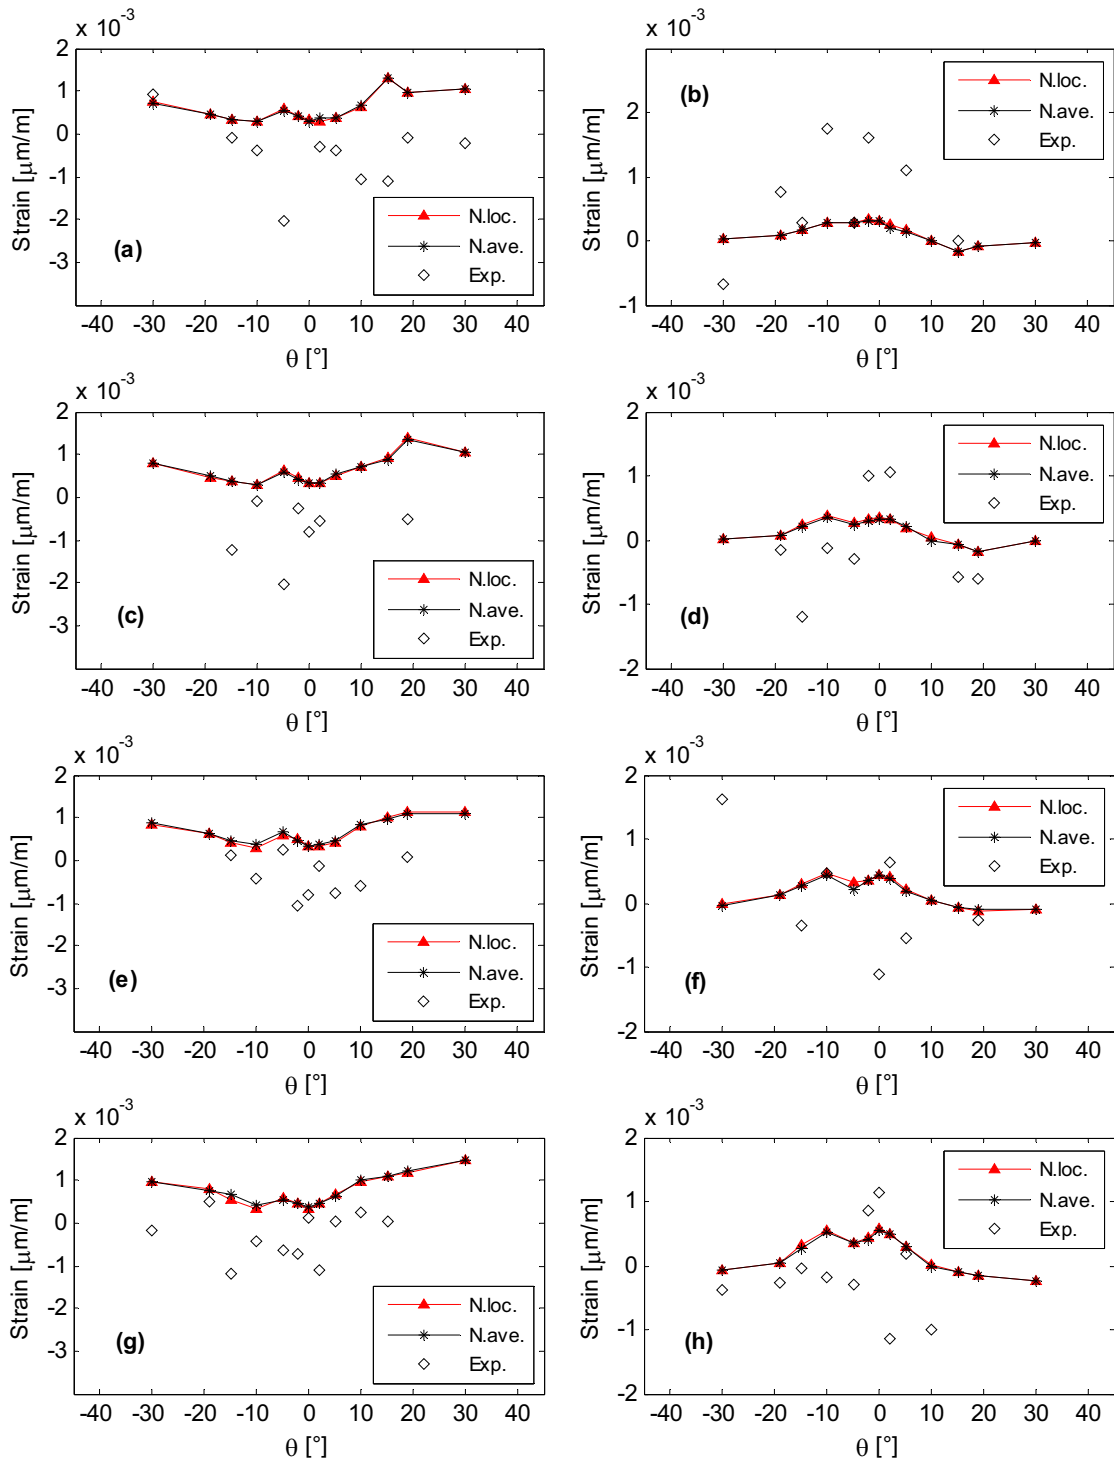 x 10-3
2
1
0
-1
-2
-3
Strain [μm/m]
(a)
N.loc.
N.ave.
Exp.
-40 -30 -20 -10 0 10 20 30 40
θ [°]
x 10-3
3
2
1
0
-1
Strain [μm/m]
(b)
N.loc.
N.ave.
Exp.
-40 -30 -20 -10 0 10 20 30 40
θ [°]
x 10-3
2
1
0
-1
-2
-3
Strain [μm/m]
(c)
N.loc.
N.ave.
Exp.
-40 -30 -20 -10 0 10 20 30 40
θ [°]
x 10-3
2
1
0
-1
-2
Strain [μm/m]
(d)
N.loc.
N.ave.
Exp.
-40 -30 -20 -10 0 10 20 30 40
θ [°]
x 10-3
2
1
0
-1
-2
-3
Strain [μm/m]
(e)
N.loc.
N.ave.
Exp.
-40 -30 -20 -10 0 10 20 30 40
θ [°]
x 10-3
2
1
0
-1
-2
Strain [μm/m]
(f)
N.loc.
N.ave.
Exp.
-40 -30 -20 -10 0 10 20 30 40
θ [°]
x 10-3
2
1
0
-1
-2
-3
Strain [μm/m]
(g)
N.loc.
N.ave.
Exp.
-40 -30 -20 -10 0 10 20 30 40
θ [°]
x 10-3
2
1
0
-1
-2
Strain [μm/m]
(h)
N.loc.
N.ave.
Exp.
-40 -30 -20 -10 0 10 20 30 40
θ [°]